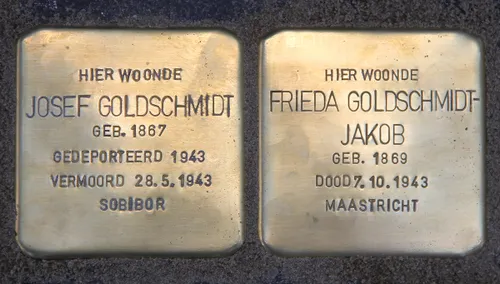 HIER WOONDE
JOSEF GOLDSCHMIDT
GEB. 1867
GEDEPORTEERD 1943
VERMOORD 28.5.1943
SOBIBOR
HIER WOONDE
FRIEDA GOLDSCHMIDT-
JAKOB
GEB. 1869
DOOD 7.10.1943
MAASTRICHT